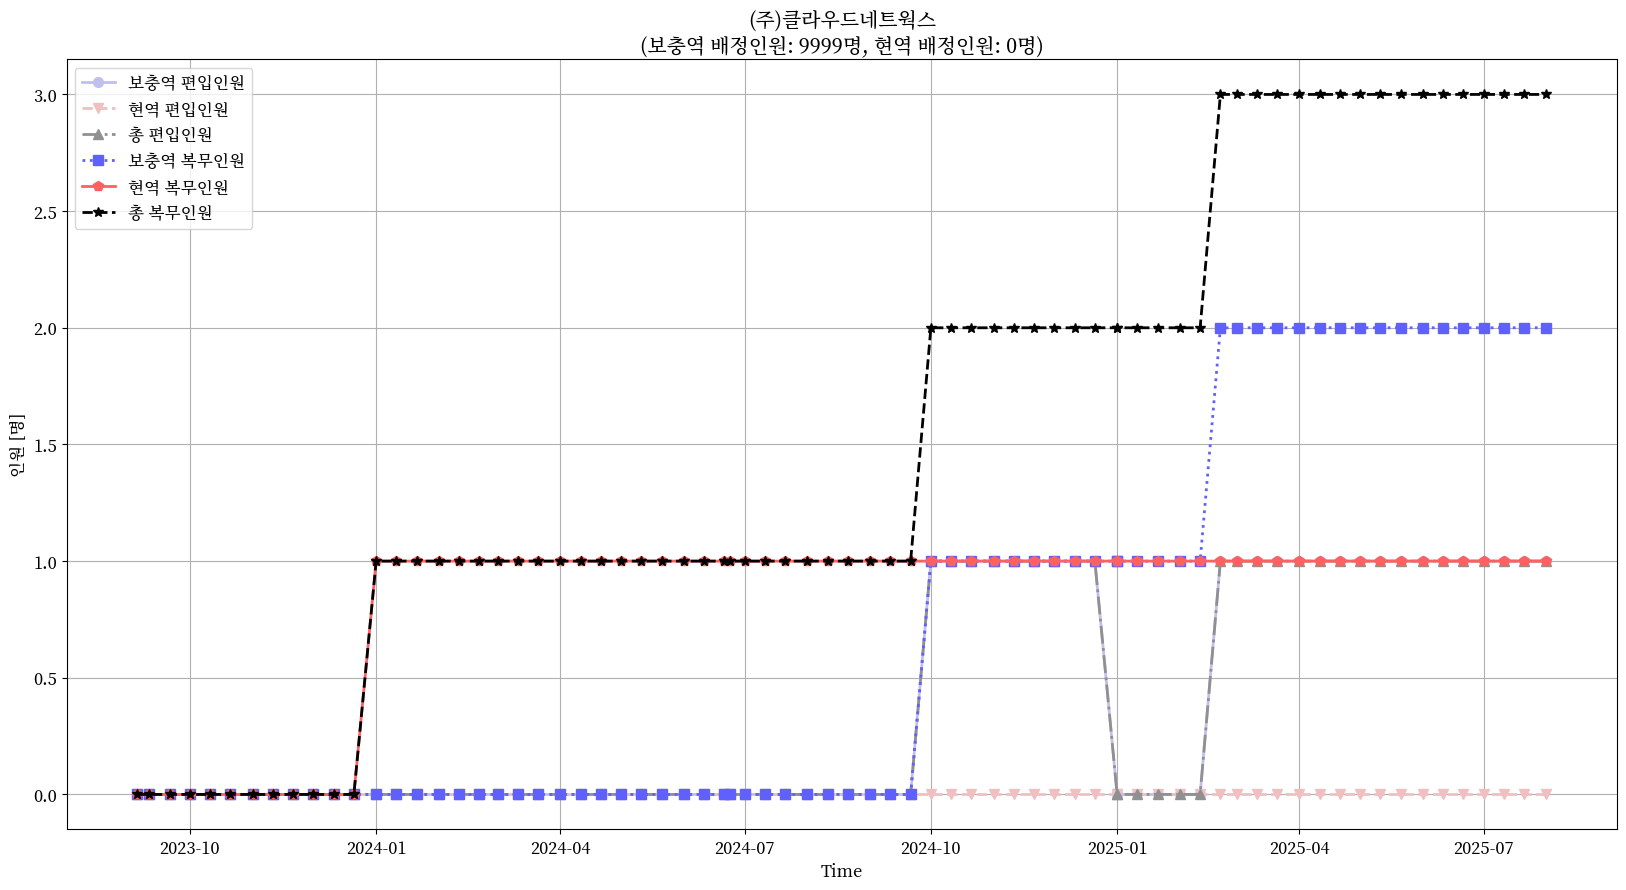 (주)클라우드네트웍스
(보충역 배정인원: 9999명, 현역 배정인원: 0명)
보충역 편입인원
현역 편입인원
총 편입인원
보충역 복무인원
현역 복무인원
총 복무인원
인원 [명]
3.0
2.5
2.0
1.5
1.0
0.5
0.0
2023-10
2024-01
2024-04
2024-07
2024-10
2025-01
2025-04
2025-07
Time